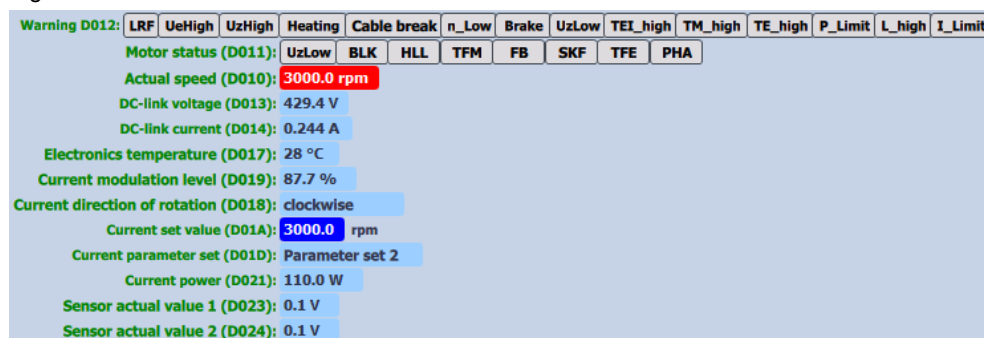 Warning D012: LRF UeHigh UzHigh Heating Cable break n_Low Brake UzLow TEI_high TM_high TE_high P_Limit L_high I_Limit
Motor status (D011): UzLow BLK HLL TFM FB SKF TFE PHA
Actual speed (D010): 3000.0 rpm
DC-link voltage (D013): 429.4 V
DC-link current (D014): 0.244 A
Electronics temperature (D017): 28 °C
Current modulation level (D019): 87.7 %
Current direction of rotation (D018): clockwise
Current set value (D01A): 3000.0 rpm
Current parameter set (D01D): Parameter set 2
Current power (D021): 110.0 W
Sensor actual value 1 (D023): 0.1 V
Sensor actual value 2 (D024): 0.1 V